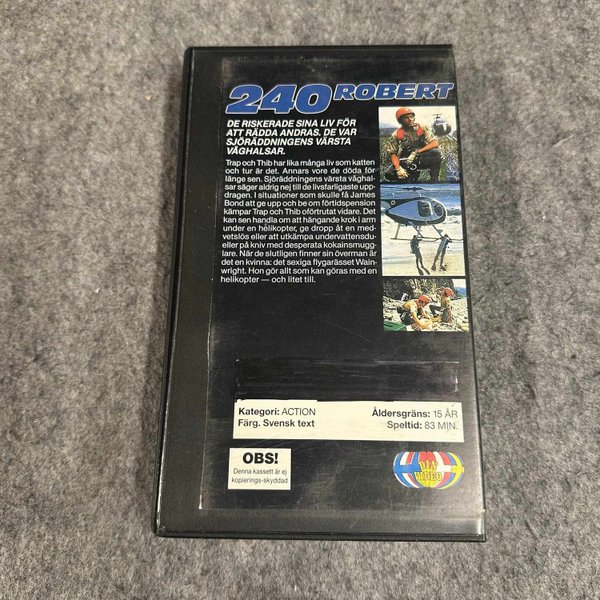 240 ROBERT
DE RISKERADE SINA LIV FÖR
ATT RÄDDA ANDRAS. DE VAR
SJÖRÄDDNINGENS VÄRSTA
VÅGHALSAR.
Trap och Thib har lika många liv som katten
och tur är det. Annars vore de döda för
länge sen. Sjöräddningens värsta våghal-
sar säger aldrig nej till de livsfarligaste upp-
dragen. I situationer som skulle få James
Bond att ge upp och be om förtidspension
kämpar Trap och Thib oförtrutat vidare. Det
kan sen handla om att hängande krok i arm
under en helikopter, ge dropp åt en med-
vetslös eller att utkämpa undervattensdu-
eller på kniv med desperata kokainsmugg-
lare. När de slutligen finner sin överman är
det en kvinna: det sexiga flygarässet Wain-
wright. Hon gör allt som kan göras med en
helikopter — och litet till.
Kategori: ACTION
Färg. Svensk text
Åldersgräns: 15 ÅR
Speltid: 83 MIN.
OBS!
Denna kassett är ej
kopierings-skyddad
DIA
VIDEO